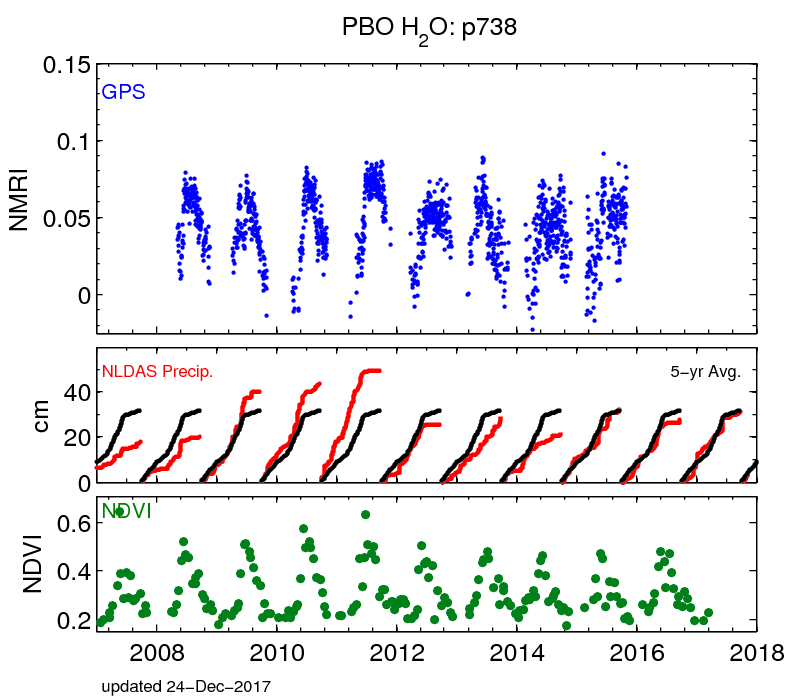 PBO H2O: p738
0.15
GPS
0.1
NMRI
0.05
0
NLDAS Precip.
5-yr Avg.
40
cm
20
0
NDVI
0.6
NDVI
0.4
0.2
2008 2010 2012 2014 2016 2018
updated 24-Dec-2017